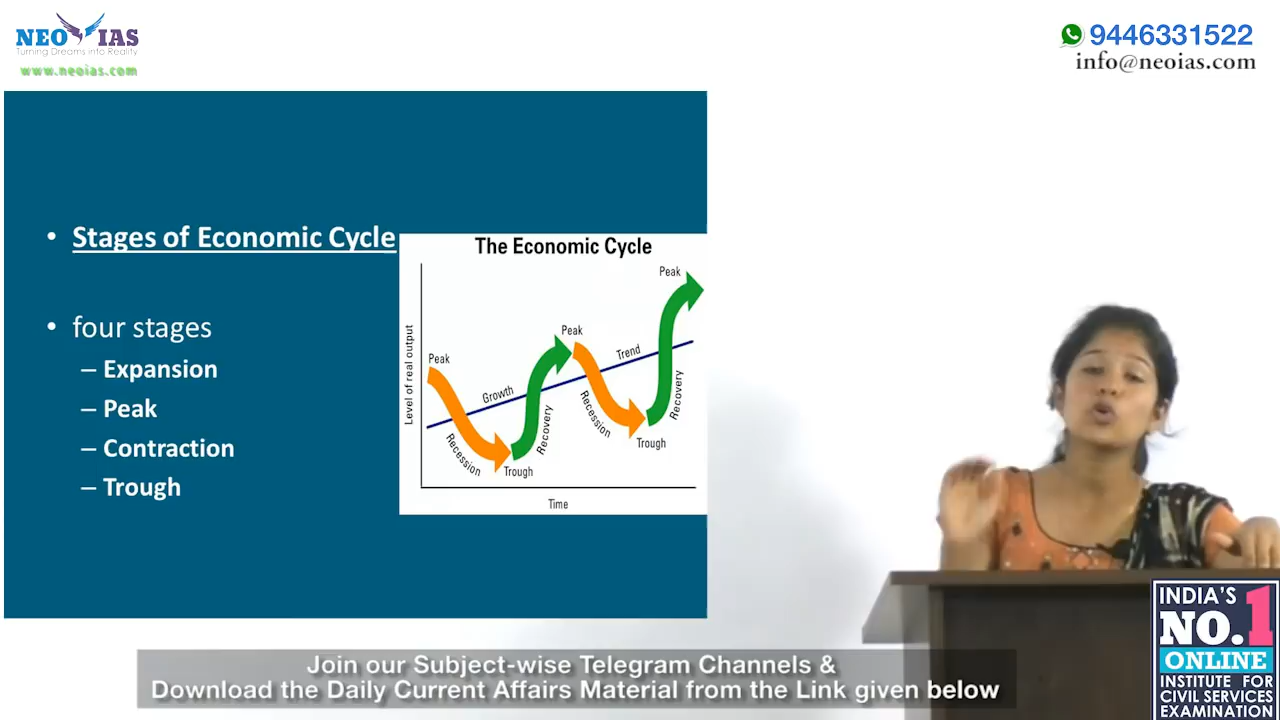 NEO IAS
Turning Dreams into Reality
www.neoias.com
9446331522
info@neoias.com
• Stages of Economic Cycle
• four stages
– Expansion
– Peak
– Contraction
– Trough
The Economic Cycle
Level of real output
Peak
Recession
Growth
Trough
Recovery
Peak
Recession
Trend
Trough
Recovery
Peak
Time
Join our Subject-wise Telegram Channels &
Download the Daily Current Affairs Material from the Link given below
INDIA'S
NO.1
ONLINE
INSTITUTE FOR
CIVIL SERVICES
EXAMINATION